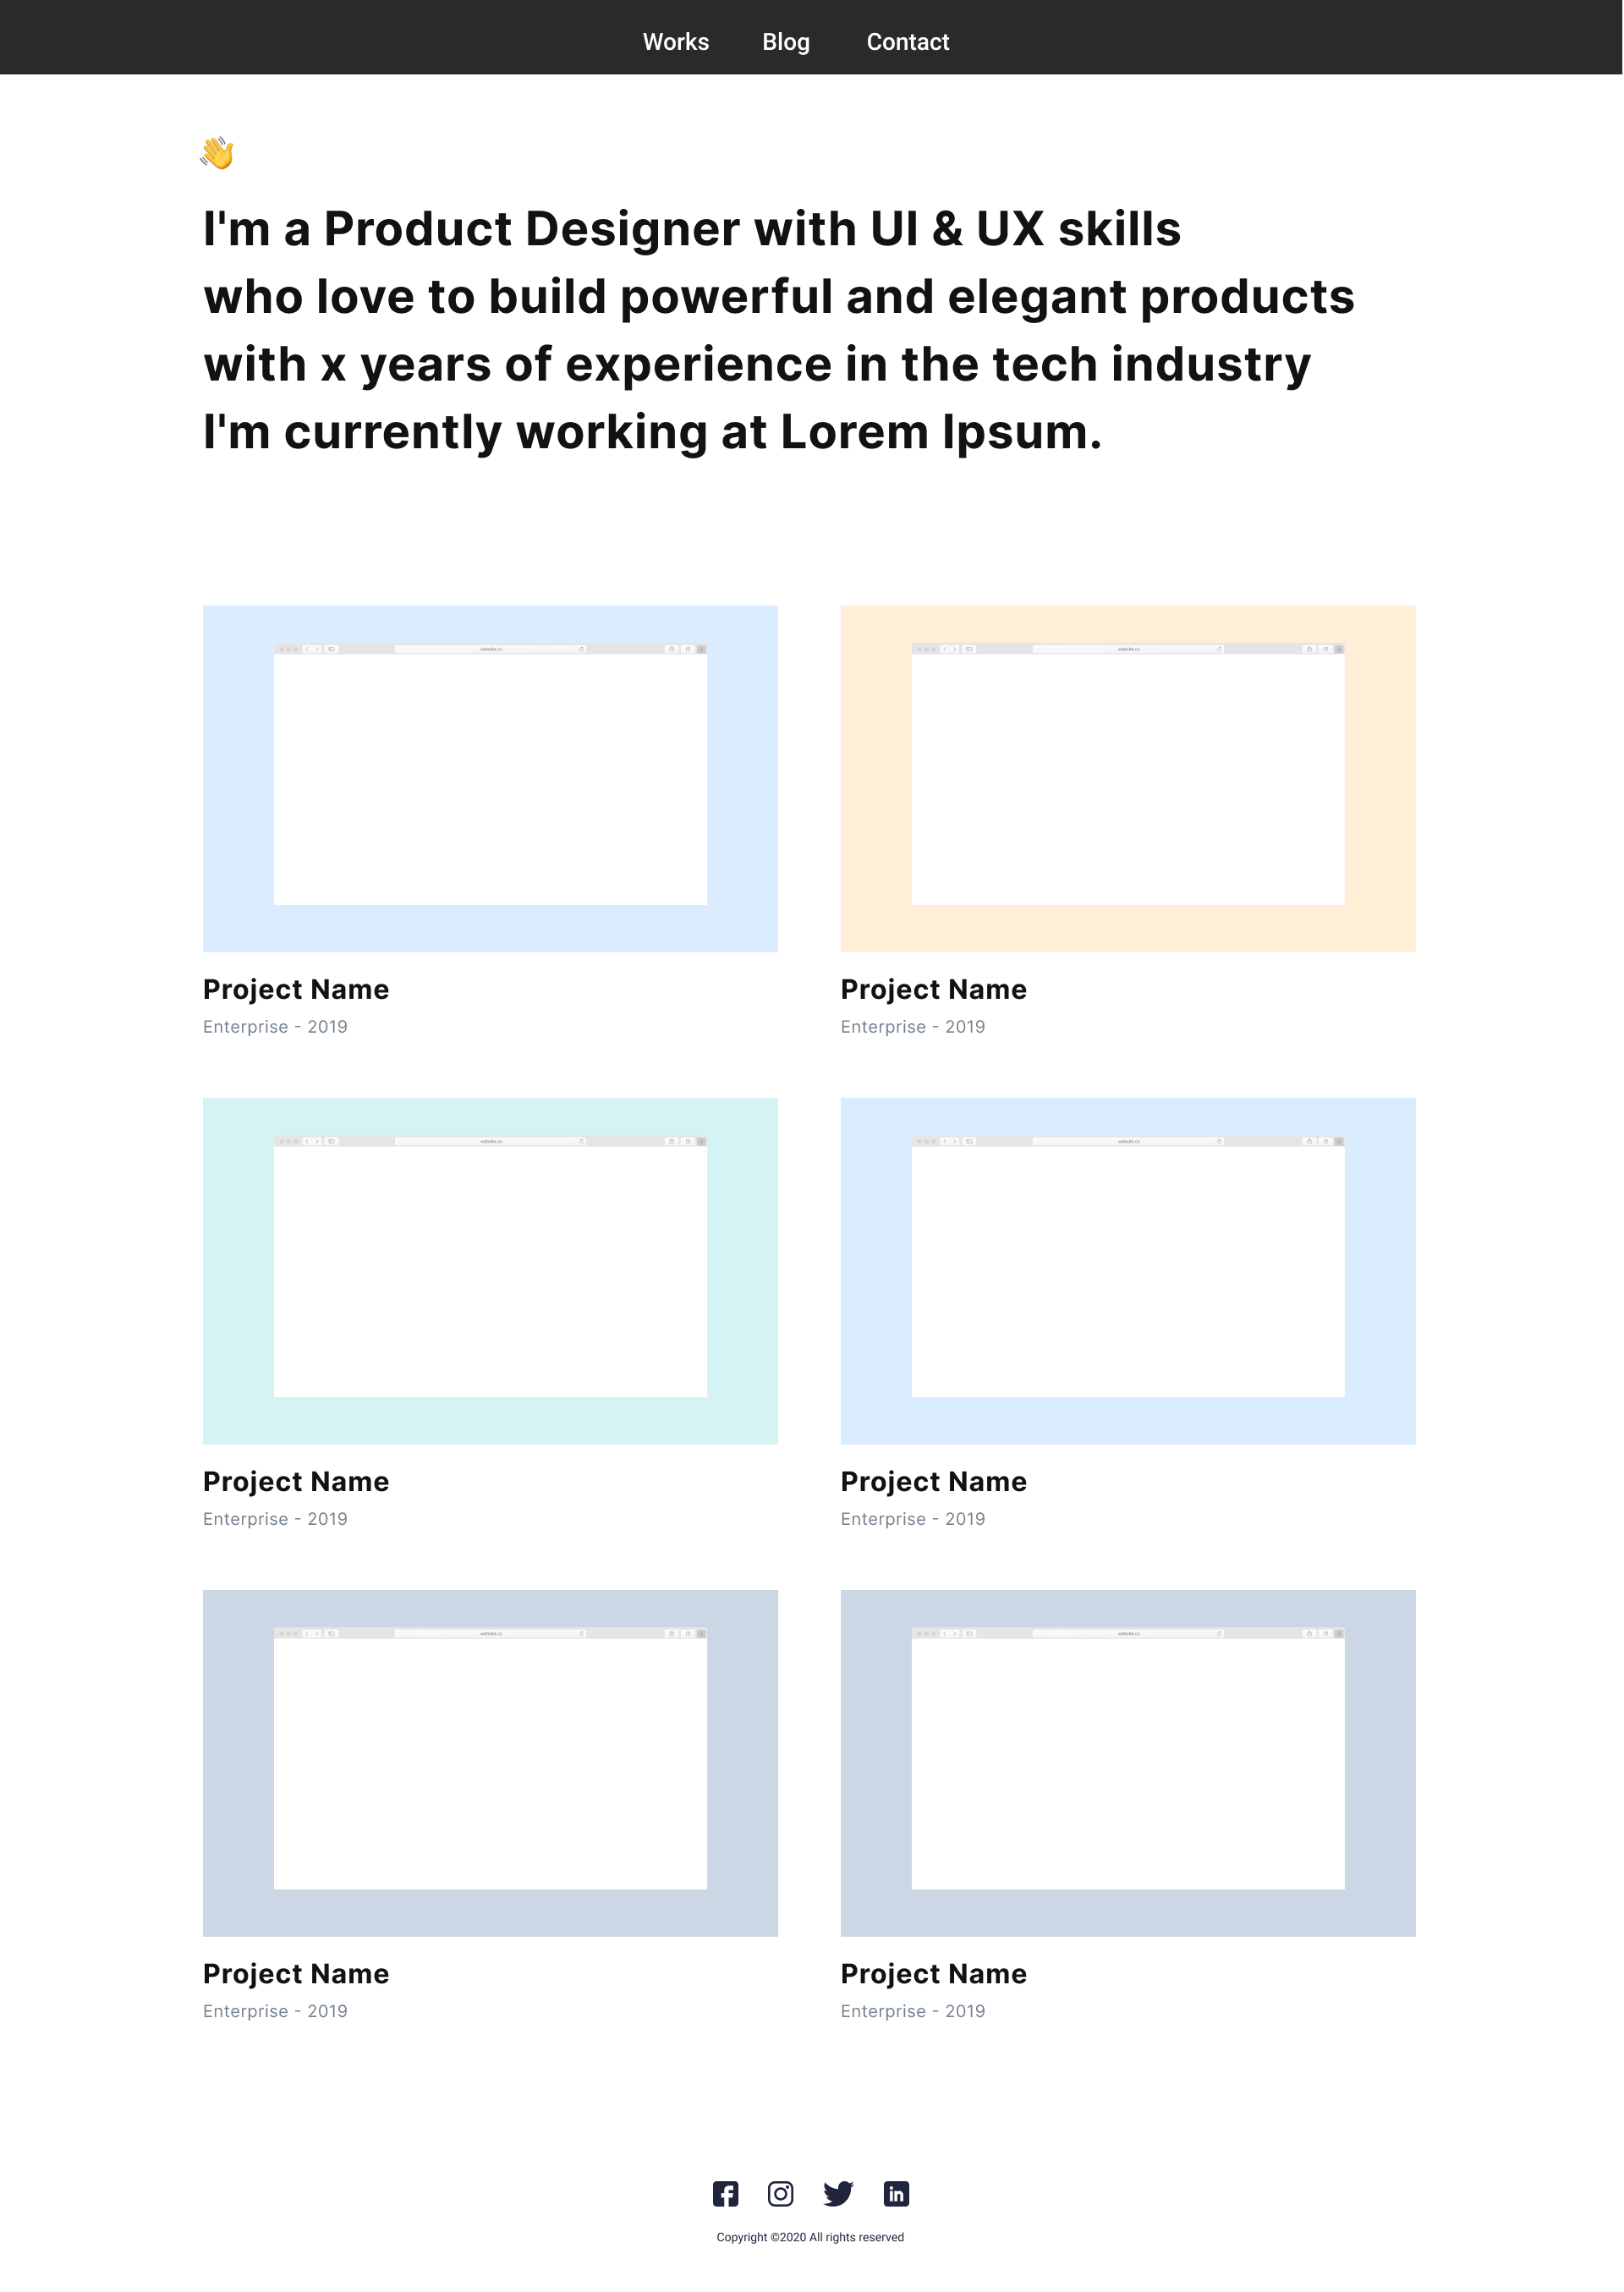 Works Blog Contact
I'm a Product Designer with UI & UX skills
who love to build powerful and elegant products
with x years of experience in the tech industry
I'm currently working at Lorem Ipsum.
website.co
website.co
Project Name
Enterprise - 2019
Project Name
Enterprise - 2019
website.co
website.co
Project Name
Enterprise - 2019
Project Name
Enterprise - 2019
website.co
website.co
Project Name
Enterprise - 2019
Project Name
Enterprise - 2019
Copyright ©2020 All rights reserved